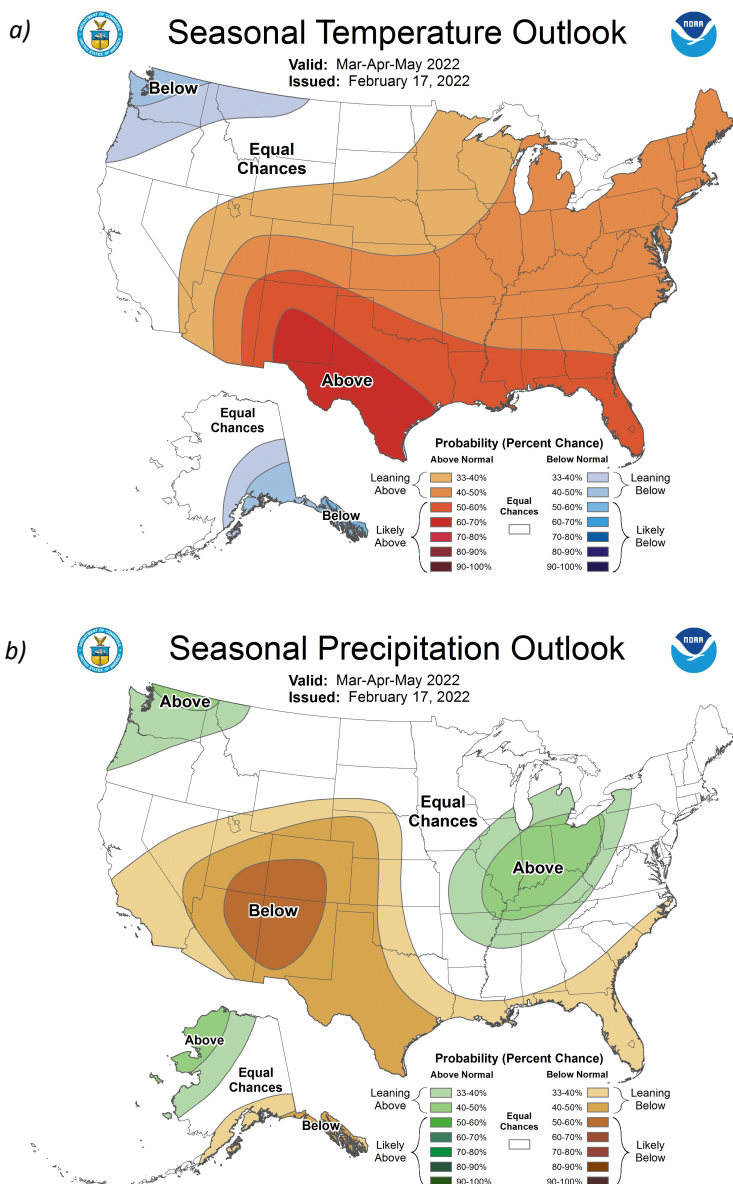 a)
Seasonal Temperature Outlook
NOAA
Valid: Mar-Apr-May 2022
Issued: February 17, 2022
Below
Equal
Chances
Above
Equal
Chances
Below
Probability (Percent Chance)
Above Normal
Below Normal
Leaning
Above
33-40%
40-50%
Likely
Above
50-60%
60-70%
70-80%
80-90%
90-100%
Equal
Chances
33-40%
40-50%
Leaning
Below
50-60%
60-70%
70-80%
80-90%
90-100%
Likely
Below
b)
Seasonal Precipitation Outlook
NOAA
Valid: Mar-Apr-May 2022
Issued: February 17, 2022
Above
Equal
Chances
Above
Below
Above
Equal
Chances
Below
Probability (Percent Chance)
Above Normal
Below Normal
Leaning
Above
33-40%
40-50%
Likely
Above
50-60%
60-70%
70-80%
80-90%
90-100%
Equal
Chances
33-40%
40-50%
Leaning
Below
50-60%
60-70%
70-80%
80-90%
90-100%
Likely
Below